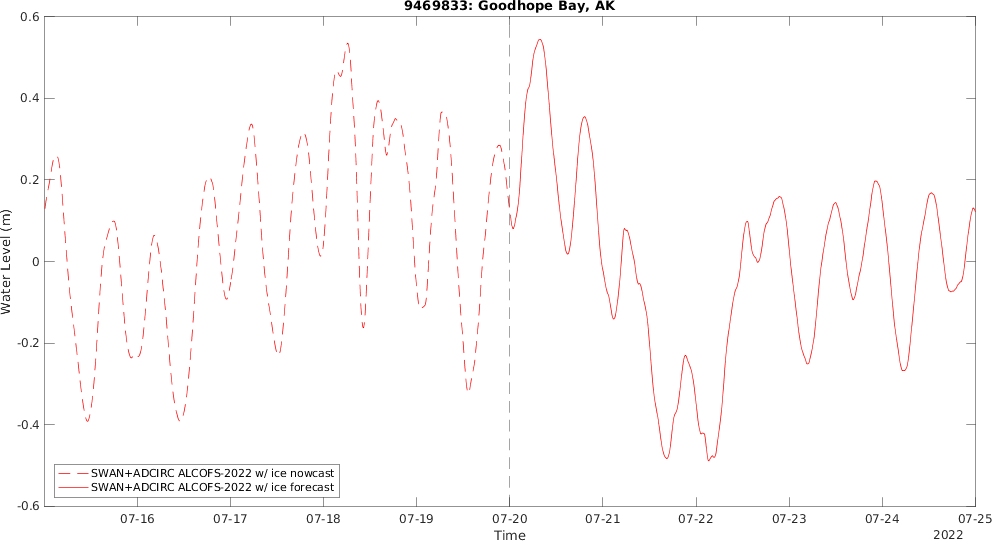 9469833: Goodhope Bay, AK
0.6
0.4
0.2
0
-0.2
-0.4
-0.6
Water Level (m)
SWAN+ADCIRC ALCOFS-2022 w/ ice nowcast
SWAN+ADCIRC ALCOFS-2022 w/ ice forecast
07-16 07-17 07-18 07-19 07-20 07-21 07-22 07-23 07-24 07-25
Time
2022